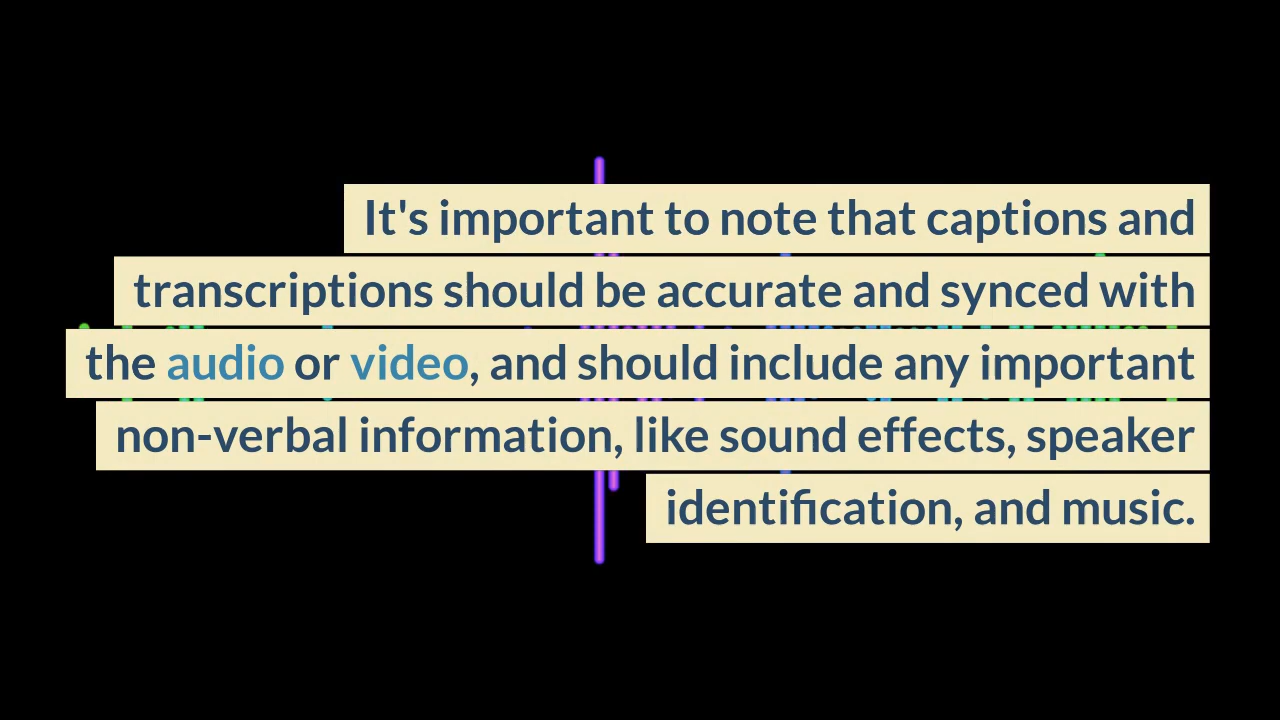 It's important to note that captions and
transcriptions should be accurate and synced with
the audio or video, and should include any important
non-verbal information, like sound effects, speaker
identification, and music.